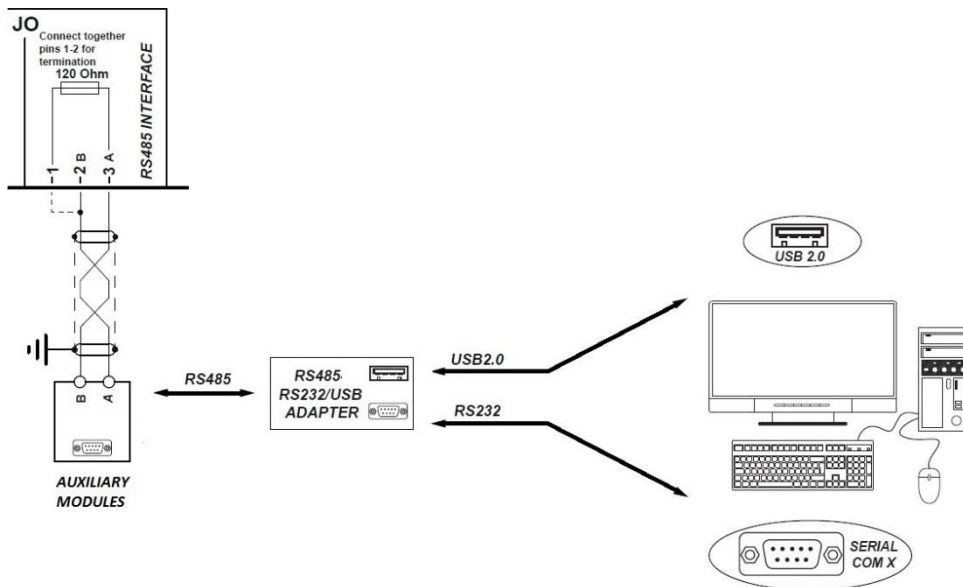 JO
Connect together
pins 1-2 for
termination
120 Ohm
RS485 INTERFACE
1
2 B
3 A
B
A
AUXILIARY
MODULES
RS485
RS485-
RS232/USB
ADAPTER
USB2.0
RS232
USB 2.0
SERIAL
COM X